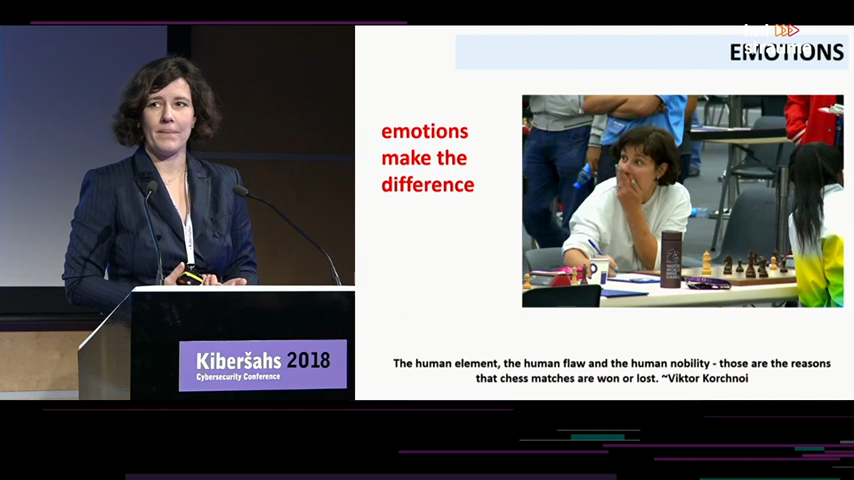 EMOTIONS
emotions
make the
difference
The human element, the human flaw and the human nobility - those are the reasons
that chess matches are won or lost. ~Viktor Korchnoi
Kiberšahs 2018
Cybersecurity Conference